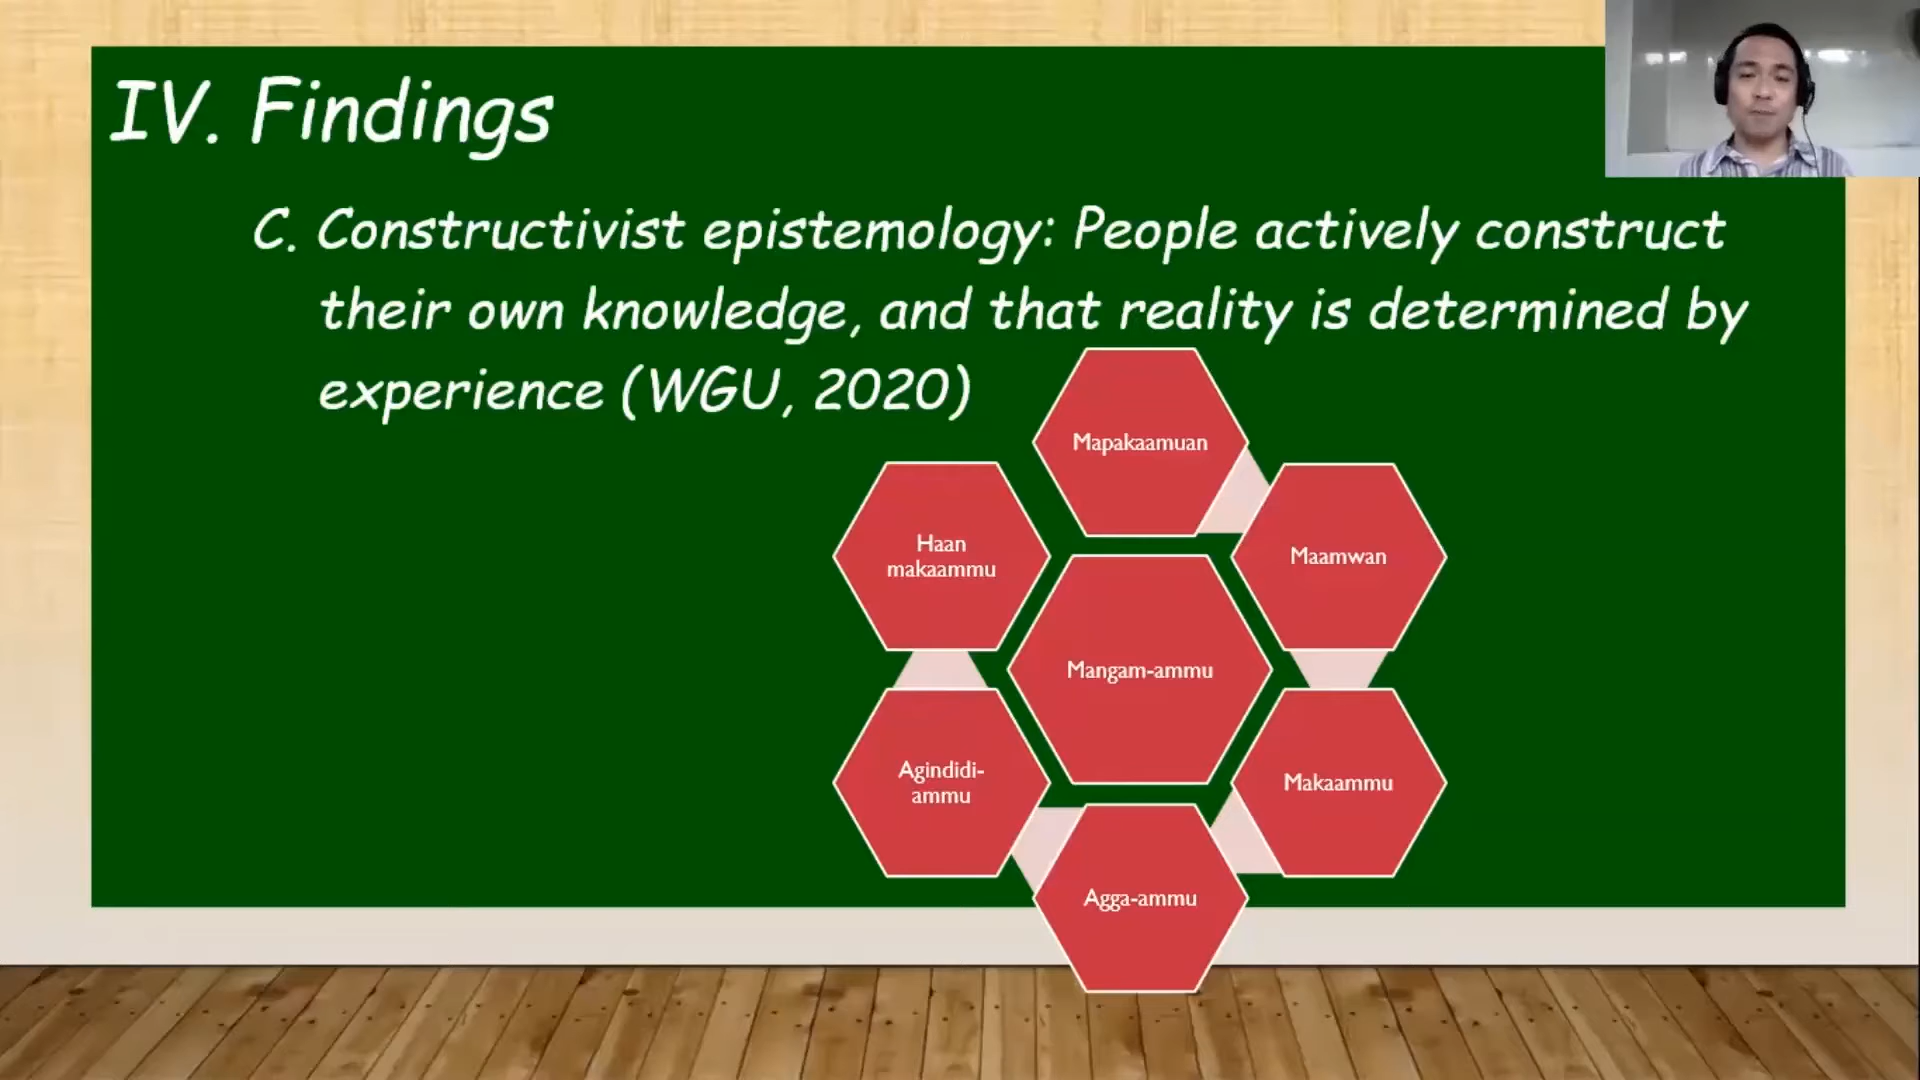 IV. Findings
C. Constructivist epistemology: People actively construct
their own knowledge, and that reality is determined by
experience (WGU, 2020)
Mapakaamuan
Haan
makaammu
Maamwan
Mangam-ammu
Agindidi-
ammu
Makaammu
Agga-ammu